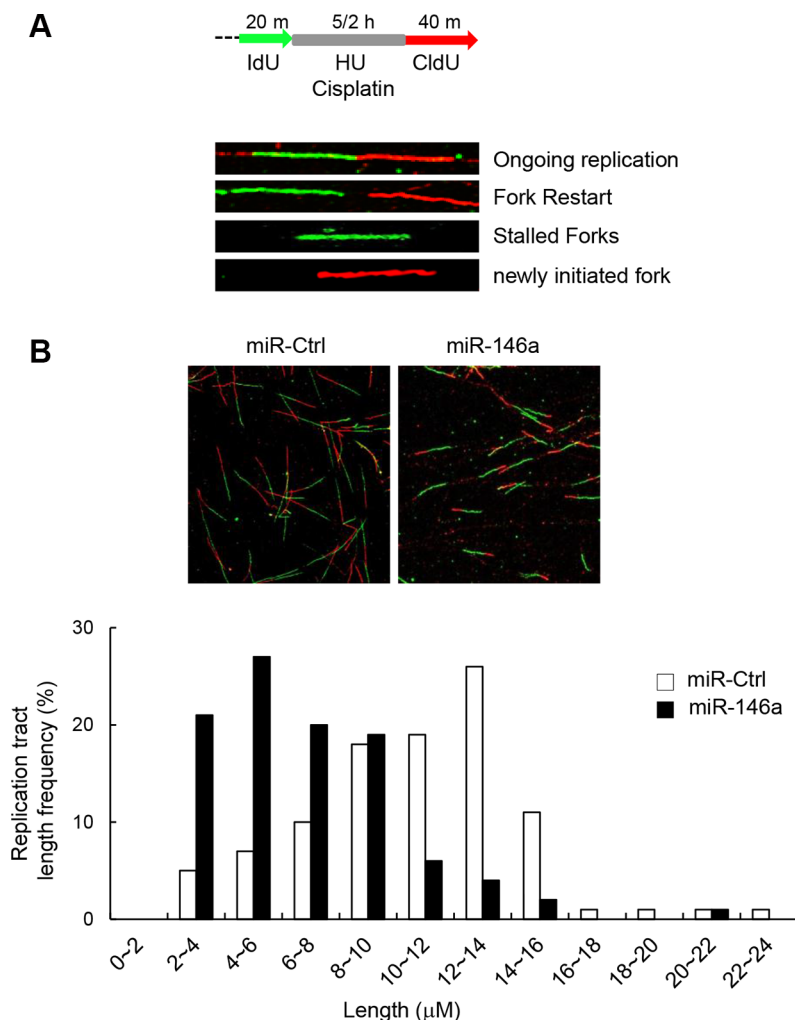 A
20 m
5/2 h
40 m
IdU
HU
CldU
Cisplatin
Ongoing replication
Fork Restart
Stalled Forks
newly initiated fork
B
miR-Ctrl
miR-146a
Replication tract
length frequency (%)
30
20
10
0
miR-Ctrl
miR-146a
0~2
2~4
4~6
6~8
8~10
10~12
12~14
14~16
16~18
18~20
20~22
22~24
Length (μM)